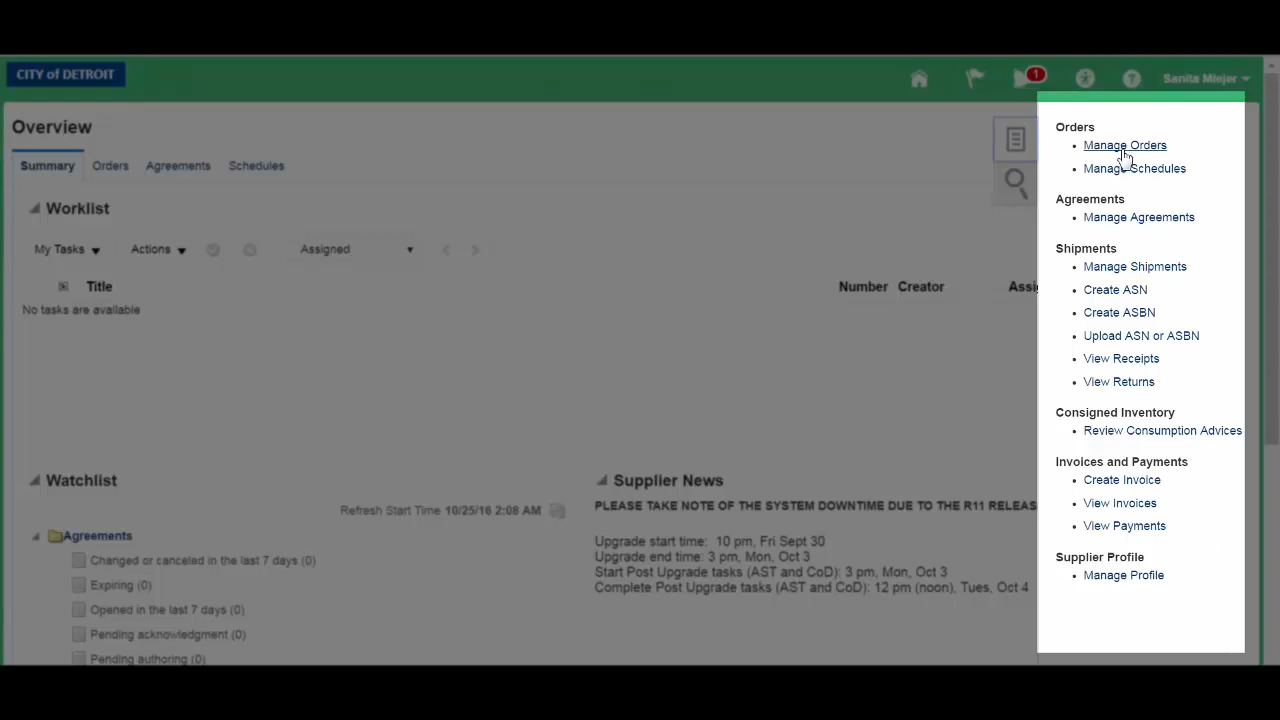 CITY of DETROIT
1
Sanita Miejer
Overview
Summary
Orders
Agreements
Schedules
Worklist
My Tasks
Actions
Assigned
Title
Number
Creator
Assi
No tasks are available
Watchlist
Refresh Start Time 10/25/16 2:08 AM
Agreements
Changed or canceled in the last 7 days (0)
Expiring (0)
Opened in the last 7 days (0)
Pending acknowledgment (0)
Pending authoring (0)
Supplier News
PLEASE TAKE NOTE OF THE SYSTEM DOWNTIME DUE TO THE R11 RELEAS
Upgrade start time: 10 pm, Fri Sept 30
Upgrade end time: 3 pm, Mon, Oct 3
Start Post Upgrade tasks (AST and CoD): 3 pm, Mon, Oct 3
Complete Post Upgrade tasks (AST and CoD): 12 pm (noon), Tues, Oct 4
Orders
Manage Orders
Manage Schedules
Agreements
Manage Agreements
Shipments
Manage Shipments
Create ASN
Create ASBN
Upload ASN or ASBN
View Receipts
View Returns
Consigned Inventory
Review Consumption Advices
Invoices and Payments
Create Invoice
View Invoices
View Payments
Supplier Profile
Manage Profile